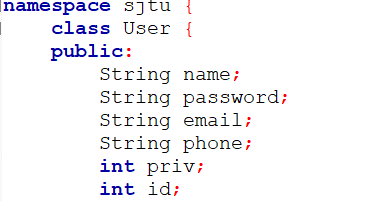 namespace sjtu {
class User {
public:
String name;
String password;
String email;
String phone;
int priv;
int id;